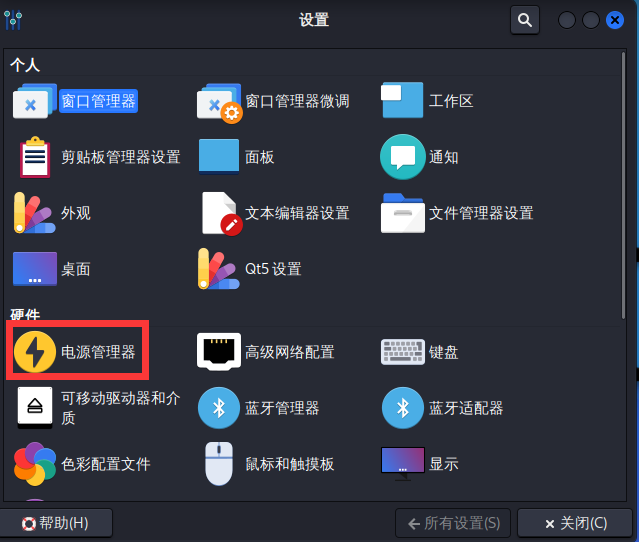 设置
个人
窗口管理器
窗口管理器微调
工作区
剪贴板管理器设置
面板
通知
外观
文本编辑器设置
文件管理器设置
桌面
Qt5 设置
硬件
电源管理器
高级网络配置
键盘
可移动驱动器和介
质
蓝牙管理器
蓝牙适配器
色彩配置文件
鼠标和触摸板
显示
帮助(H)
所有设置(S)
关闭(C)